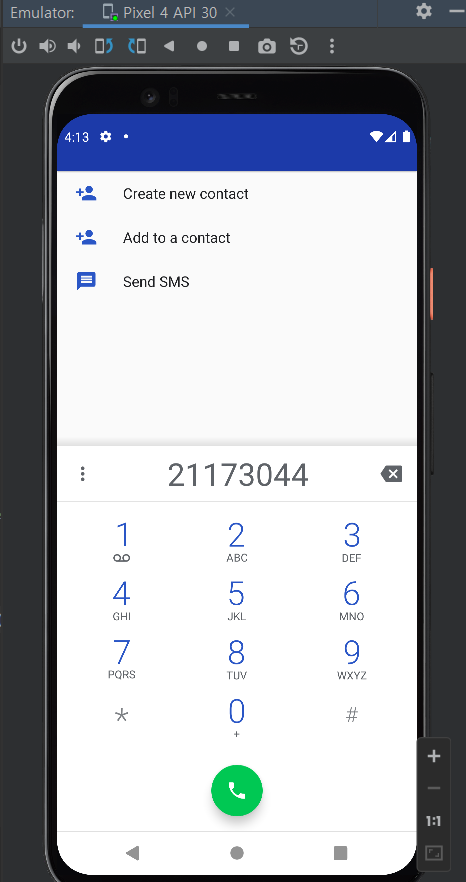 Emulator: Pixel 4 API 30
4:13
Create new contact
Add to a contact
Send SMS
21173044
1 2 3
ABC DEF
4 5 6
GHI JKL MNO
7 8 9
PQRS TUV WXYZ
* 0 #
+
1:1